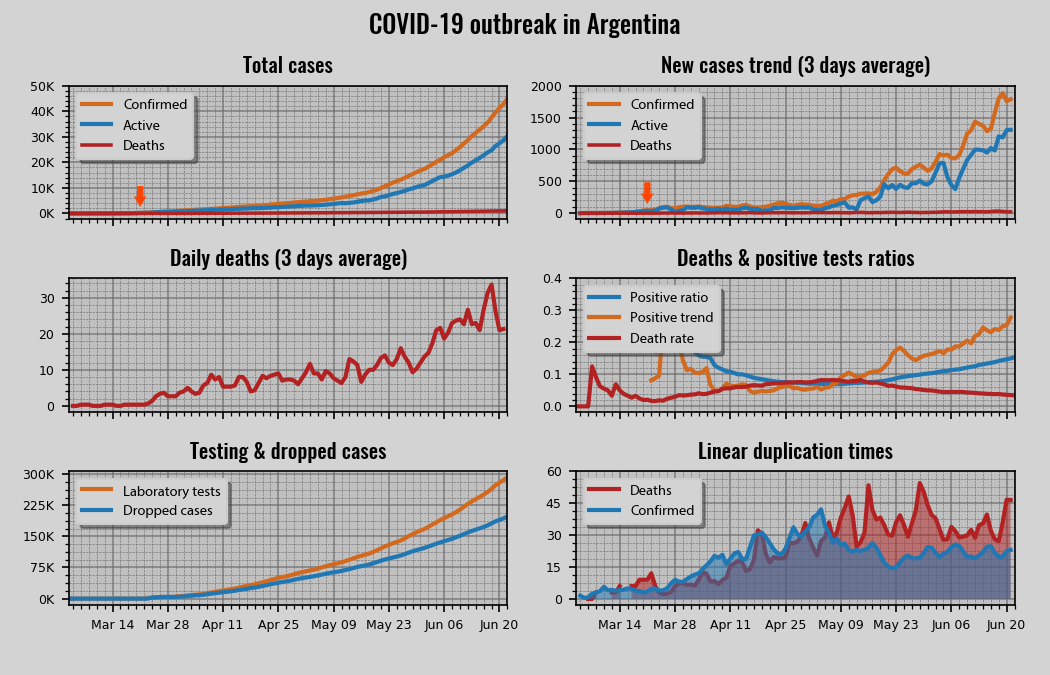 COVID-19 outbreak in Argentina
Total cases
50K
40K
30K
20K
10K
0K
Confirmed
Active
Deaths
New cases trend (3 days average)
2000
1500
1000
500
0
Confirmed
Active
Deaths
Daily deaths (3 days average)
30
20
10
0
Deaths & positive tests ratios
0.4
0.3
0.2
0.1
0.0
Positive ratio
Positive trend
Death rate
Testing & dropped cases
300K
225K
150K
75K
0K
Laboratory tests
Dropped cases
Mar 14 Mar 28 Apr 11 Apr 25 May 09 May 23 Jun 06 Jun 20
Linear duplication times
60
45
30
15
0
Deaths
Confirmed
Mar 14 Mar 28 Apr 11 Apr 25 May 09 May 23 Jun 06 Jun 20